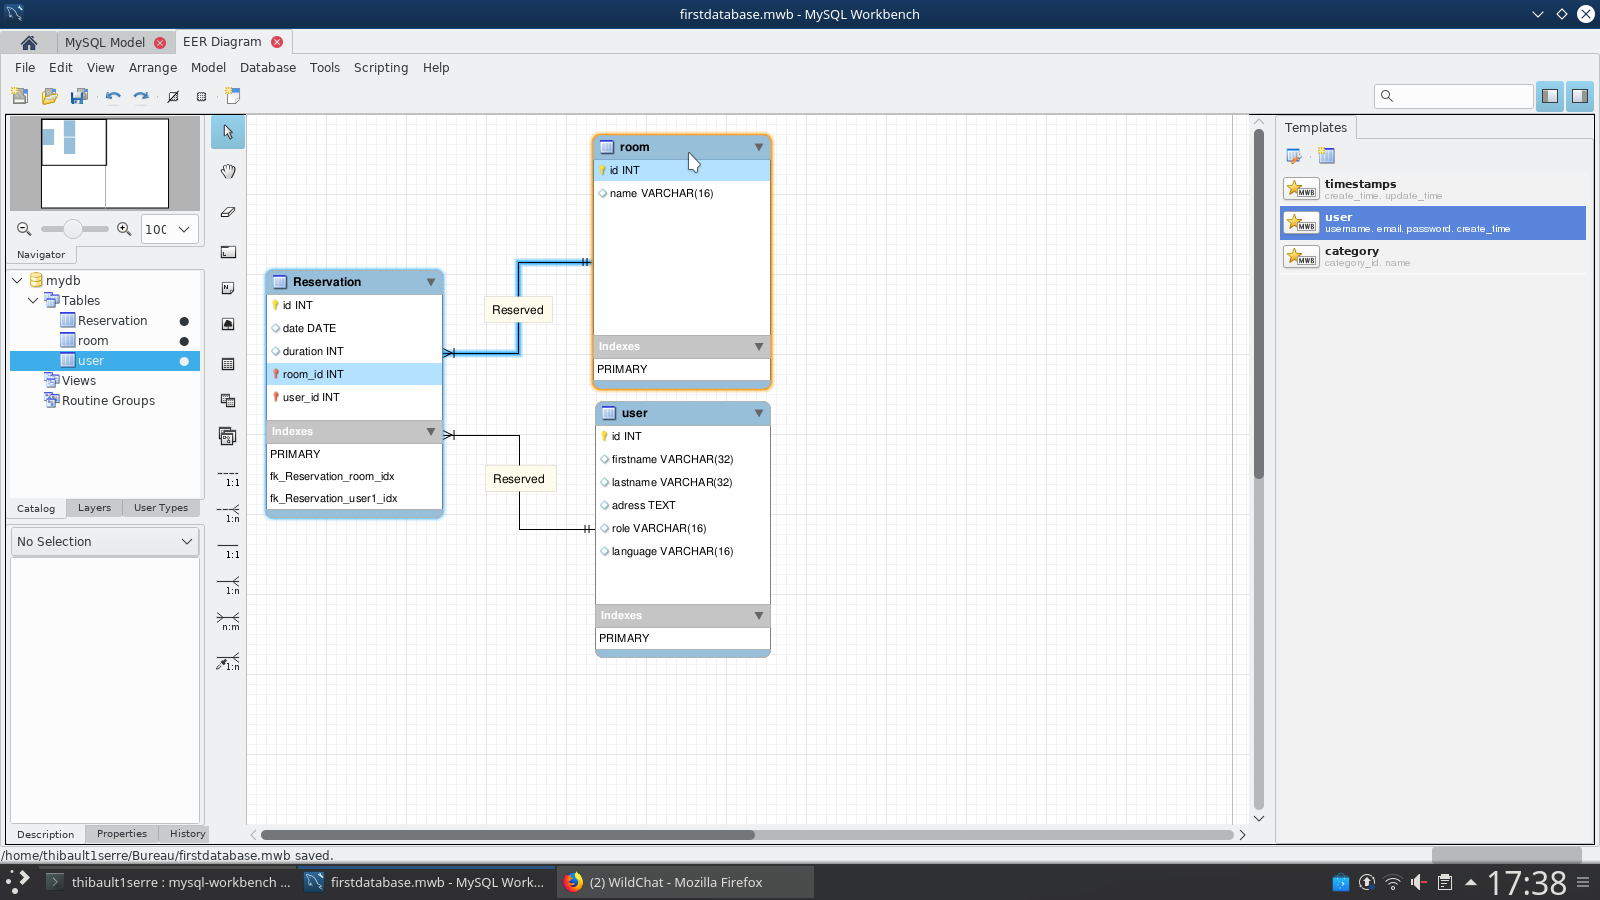 firstdatabase.mwb - MySQL Workbench
MySQL Model
EER Diagram
File Edit View Arrange Model Database Tools Scripting Help
100
Navigator
mydb
Tables
Reservation
room
user
Views
Routine Groups
Catalog Layers User Types
No Selection
Description Properties History
1:1
1:n
1:1
1:n
n:m
1:n
Reservation
id INT
date DATE
duration INT
room_id INT
user_id INT
Indexes
PRIMARY
fk_Reservation_room_idx
fk_Reservation_user1_idx
Reserved
Reserved
room
id INT
name VARCHAR(16)
Indexes
PRIMARY
user
id INT
firstname VARCHAR(32)
lastname VARCHAR(32)
adress TEXT
role VARCHAR(16)
language VARCHAR(16)
Indexes
PRIMARY
Templates
MWB
timestamps
create_time, update_time
MWB
user
username, email, password, create_time
MWB
category
category_id, name
/home/thibault1serre/Bureau/firstdatabase.mwb saved.
thibault1serre : mysql-workbench ...
firstdatabase.mwb - MySQL Work...
(2) WildChat - Mozilla Firefox
17:38